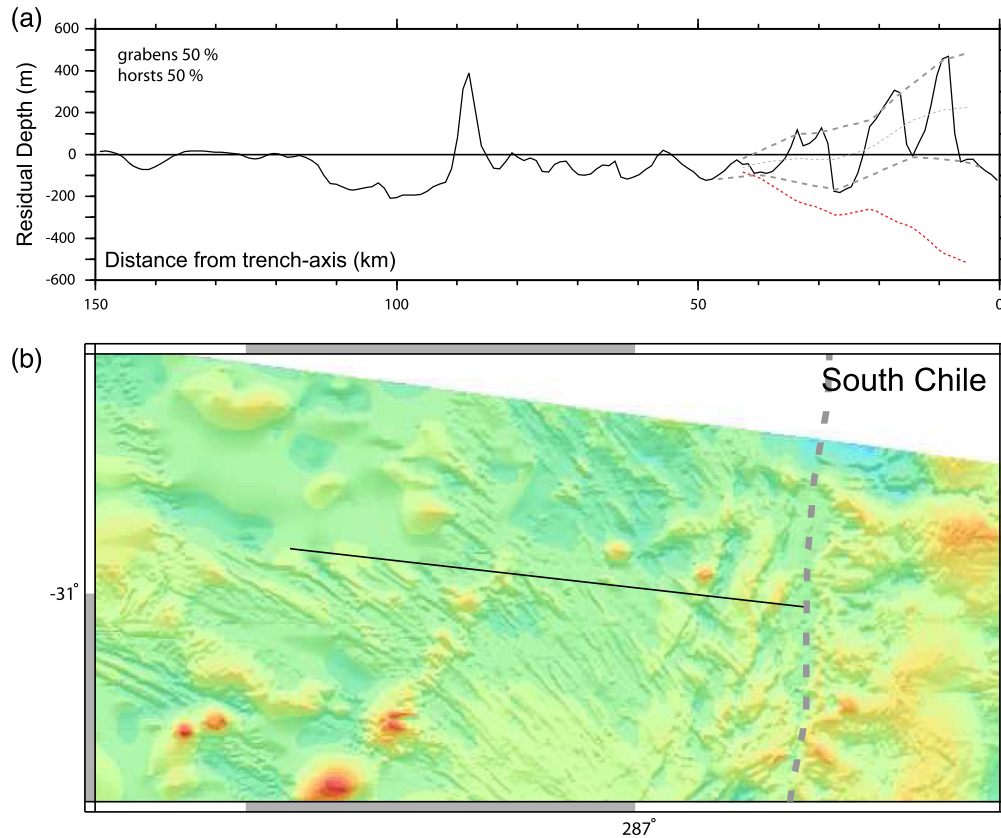 (a)
600
400
200
0
-200
-400
-600
Residual Depth (m)
grabens 50 %
horsts 50 %
Distance from trench-axis (km)
150
100
50
0
(b)
South Chile
-31°
287°